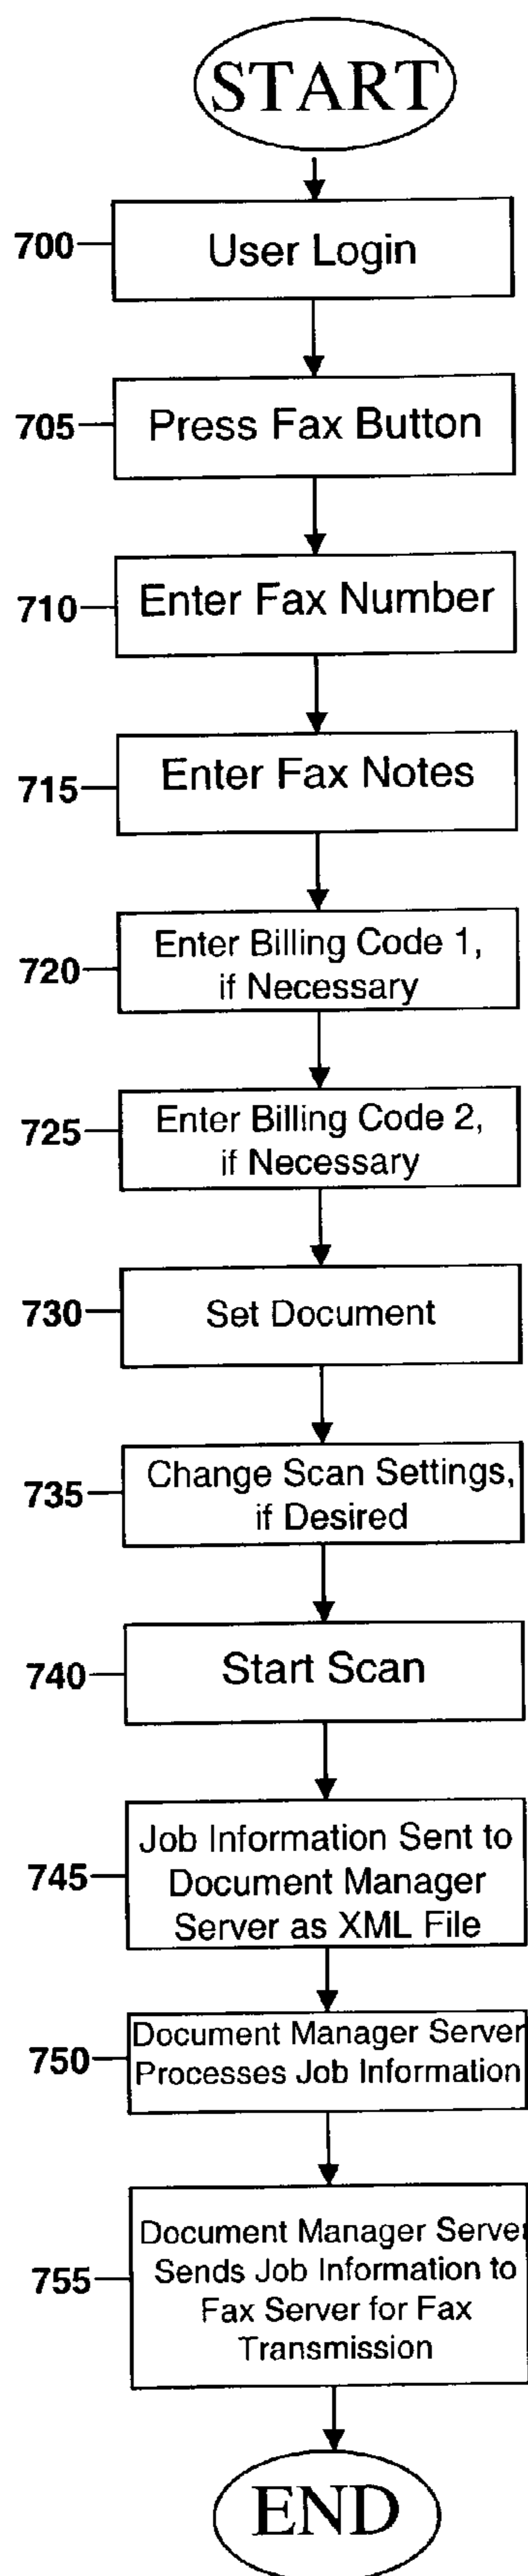 START
700
User Login
705
Press Fax Button
710
Enter Fax Number
715
Enter Fax Notes
720
Enter Billing Code 1,
if Necessary
725
Enter Billing Code 2,
if Necessary
730
Set Document
735
Change Scan Settings,
if Desired
740
Start Scan
745
Job Information Sent to
Document Manager
Server as XML File
750
Document Manager Server
Processes Job Information
755
Document Manager Server
Sends Job Information to
Fax Server for Fax
Transmission
END